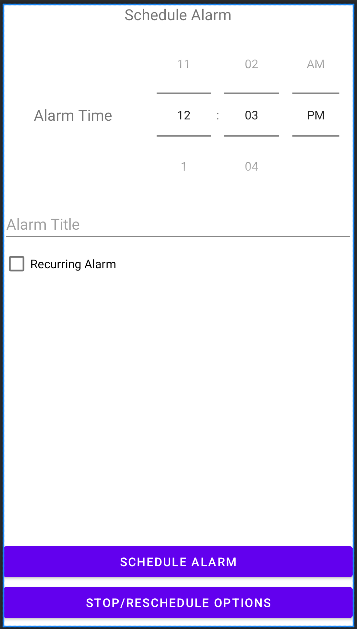 Schedule Alarm
11 02 AM
Alarm Time 12 : 03 PM
1 04
Alarm Title
Recurring Alarm
SCHEDULE ALARM
STOP/RESCHEDULE OPTIONS